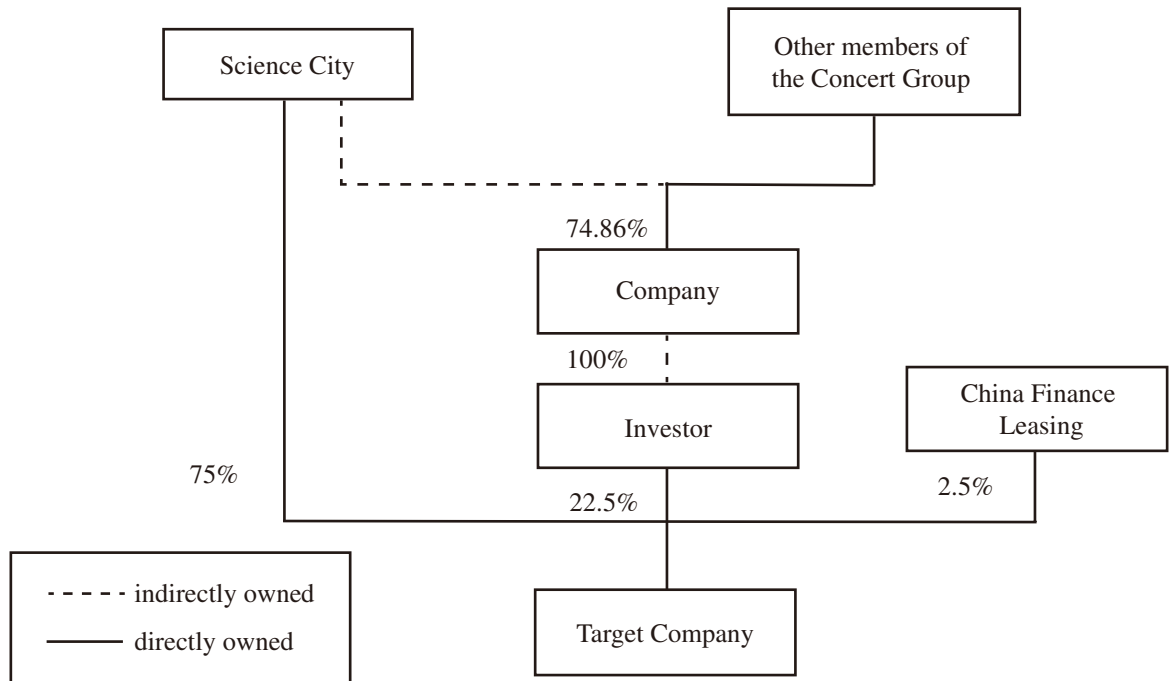 Science City
Other members of
the Concert Group
74.86%
Company
100%
Investor
China Finance
Leasing
75%
22.5%
2.5%
indirectly owned
directly owned
Target Company